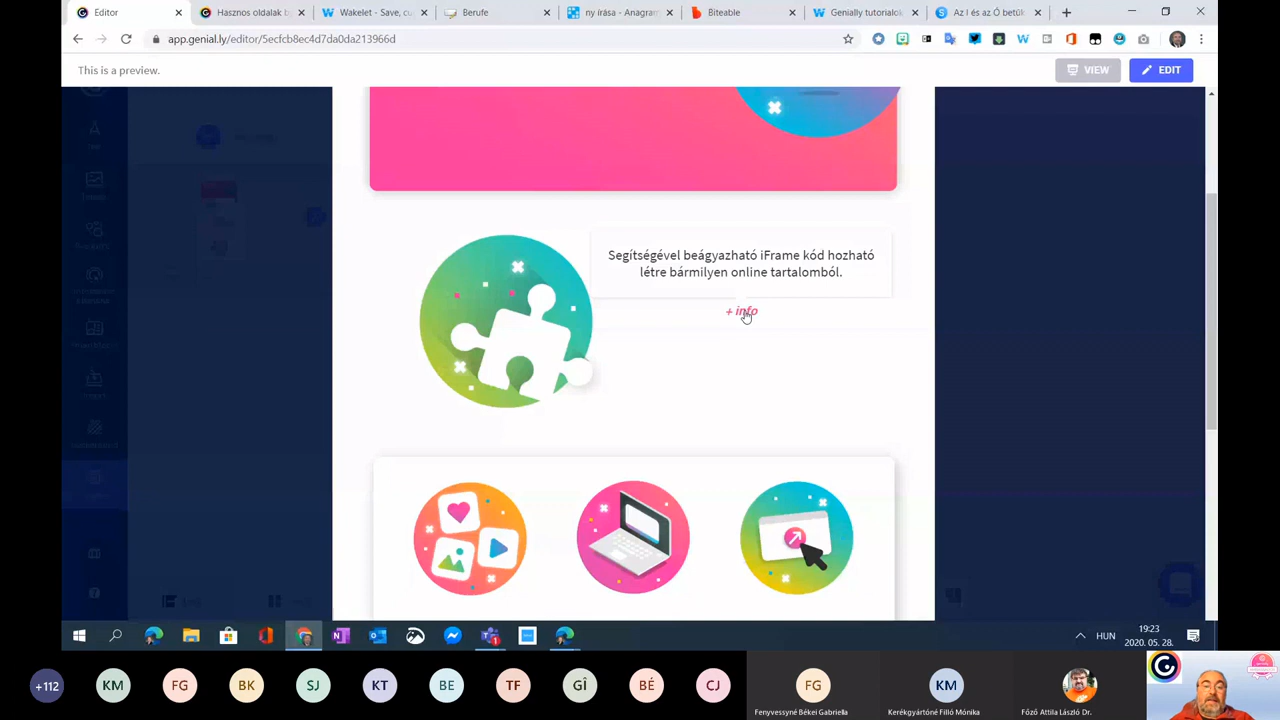 Editor
Hasznos oldalak b
Wakelet - Save, cu
Berufe
ny írása - Anagram
Biteable
Genially tutorialok
Az I és az Ó betűk
app.genial.ly/editor/5ecfcb8ec4d7da0da213966d
This is a preview.
VIEW
EDIT
Segítségével beágyazható iFrame kód hozható
létre bármilyen online tartalomból.
+ info
HUN
19:23
2020. 05. 28.
+112
KM
FG
BK
SJ
KT
BE
TF
GÎ
BÉ
CJ
FG
KM
Fenyvessyné Békei Gabriella
Kerékgyártóné Filló Mónika
Főző Attila László Dr.